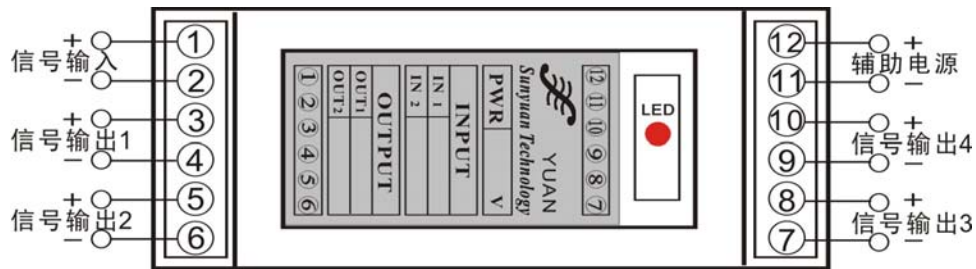 + ① ⑫ +
信号输入 辅助电源
− ② ⑪ −
+ ③ ⑩ +
信号输出1 信号输出4
− ④ ⑨ −
+ ⑤ ⑧ +
信号输出2 信号输出3
− ⑥ ⑦ −
LED
⑫ ⑪ ⑩ ⑨ ⑧ ⑦
YUAN
Sunyuan Technology
PWR V
INPUT
IN 1
IN 2
OUTPUT
OUT1
OUT2
① ② ③ ④ ⑤ ⑥